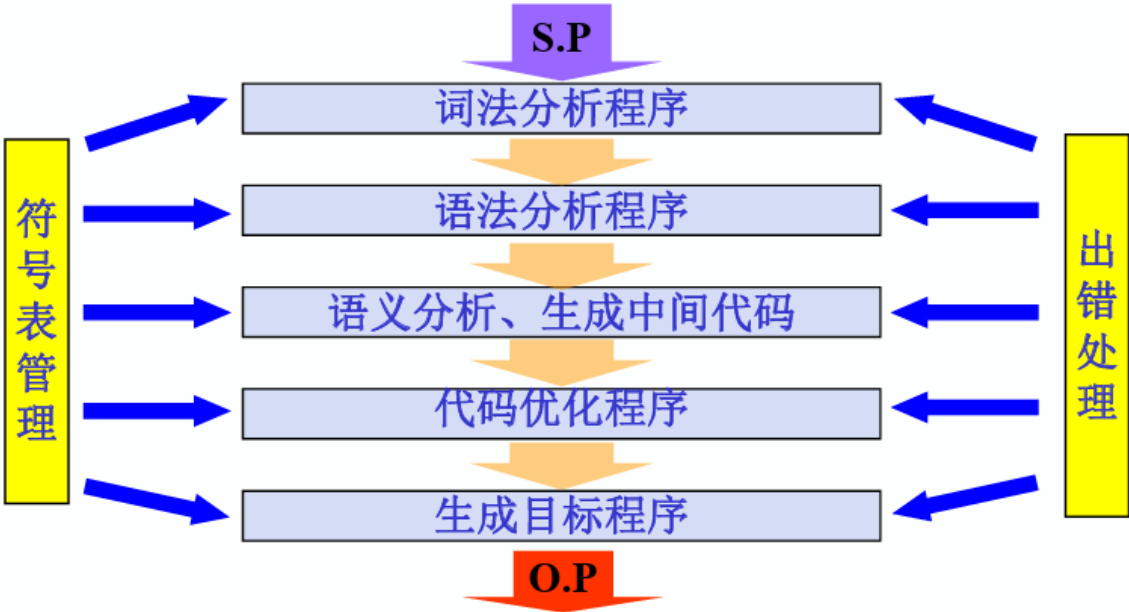 S.P
词法分析程序
语法分析程序
语义分析、生成中间代码
代码优化程序
生成目标程序
O.P
符号表管理
出错处理